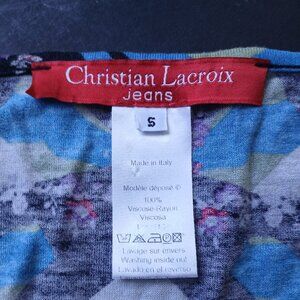 Christian Lacroix
Jeans
S
Made in Italy
Modèle déposé ©
100%
Viscose-Rayon
Viscosa
Lavage sur envers
Washing inside out!
Lavado en el reverso